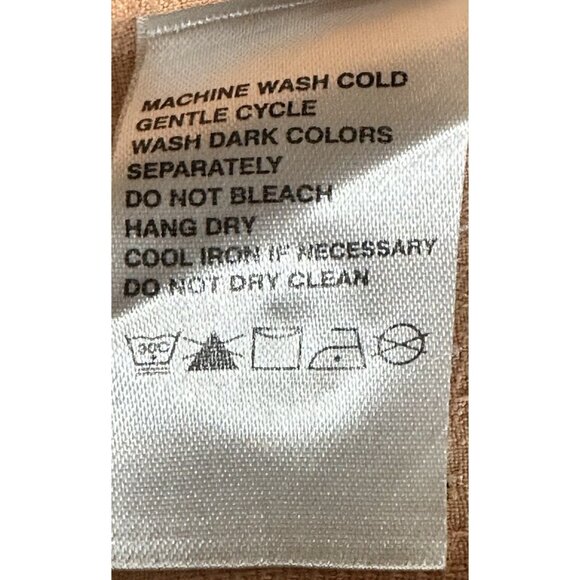 MACHINE WASH COLD
GENTLE CYCLE
WASH DARK COLORS
SEPARATELY
DO NOT BLEACH
HANG DRY
COOL IRON IF NECESSARY
DO NOT DRY CLEAN
30C